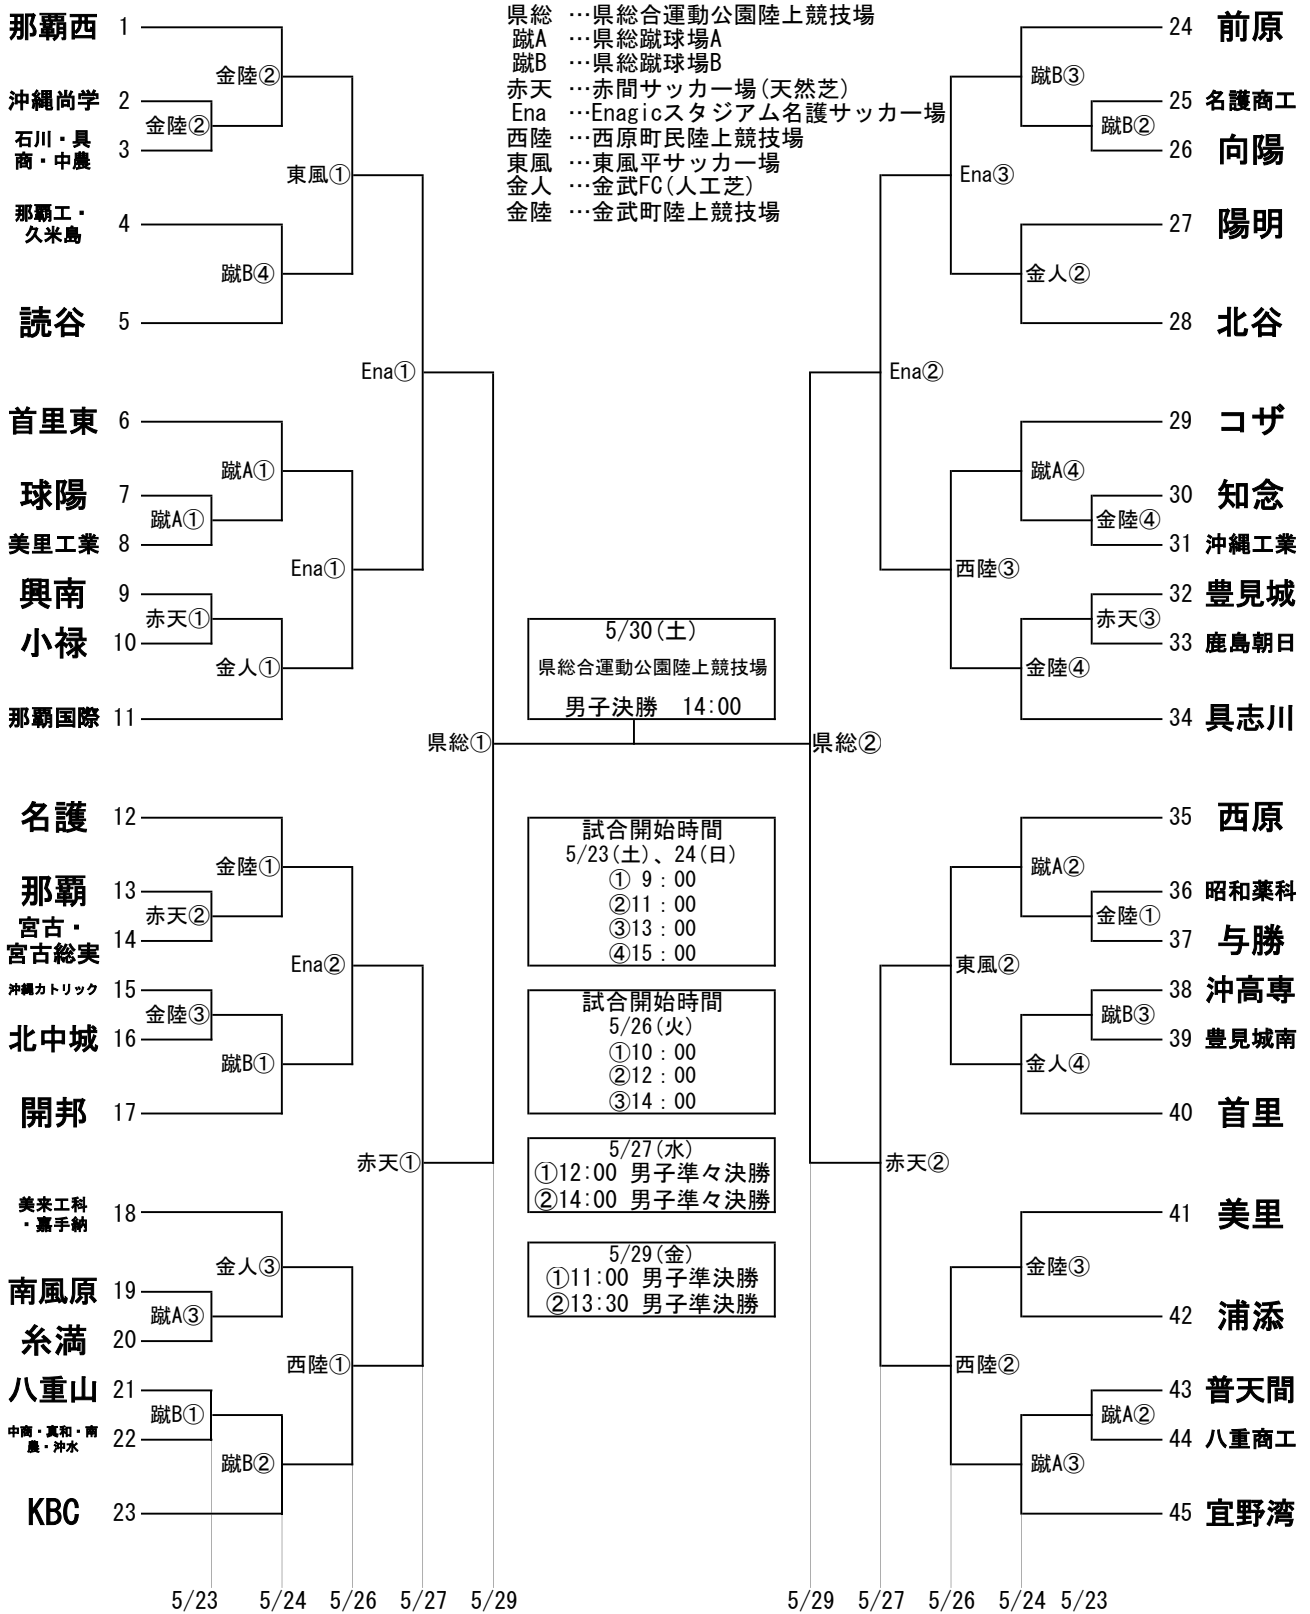 県総 …県総合運動公園陸上競技場
蹴A …県総蹴球場A
蹴B …県総蹴球場B
赤天 …赤間サッカー場(天然芝)
Ena …Enagicスタジアム名護サッカー場
西陸 …西原町民陸上競技場
東風 …東風平サッカー場
金人 …金武FC(人工芝)
金陸 …金武町陸上競技場
那覇西 1
金陸②
沖縄尚学 2
金陸②
石川・具
商・中農 3
東風①
那覇工・
久米島 4
蹴B④
読谷 5
Ena①
首里東 6
蹴A①
球陽 7
蹴A①
美里工業 8
Ena①
興南 9
赤天①
小禄 10
金人①
那覇国際 11
県総①
名護 12
金陸①
那覇 13
赤天②
宮古・
宮古総実 14
Ena②
沖縄カトリック 15
金陸③
北中城 16
蹴B①
開邦 17
赤天①
美来工科
・嘉手納 18
金人③
南風原 19
蹴A③
糸満 20
西陸①
八重山 21
蹴B①
中商・真和・南
農・沖水 22
蹴B②
KBC 23
5/30(土)
県総合運動公園陸上競技場
男子決勝 14:00
試合開始時間
5/23(土)、24(日)
① 9：00
②11：00
③13：00
④15：00
試合開始時間
5/26(火)
①10：00
②12：00
③14：00
5/27(水)
①12:00 男子準々決勝
②14:00 男子準々決勝
5/29(金)
①11:00 男子準決勝
②13:30 男子準決勝
24 前原
蹴B③
25 名護商工
蹴B②
26 向陽
Ena③
27 陽明
金人②
28 北谷
Ena②
29 コザ
蹴A④
30 知念
金陸④
31 沖縄工業
西陸③
32 豊見城
赤天③
33 鹿島朝日
金陸④
34 具志川
県総②
35 西原
蹴A②
36 昭和薬科
金陸①
37 与勝
東風②
38 沖高専
蹴B③
39 豊見城南
金人④
40 首里
赤天②
41 美里
金陸③
42 浦添
西陸②
43 普天間
蹴A②
44 八重商工
蹴A③
45 宜野湾
5/23 5/24 5/26 5/27 5/29 5/29 5/27 5/26 5/24 5/23